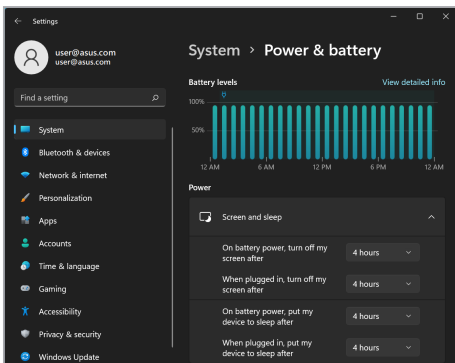 Settings
user@asus.com
user@asus.com
Find a setting
System
Bluetooth & devices
Network & internet
Personalization
Apps
Accounts
Time & language
Gaming
Accessibility
Privacy & security
Windows Update
System > Power & battery
Battery levels View detailed info
100%
50%
12 AM 6 AM 12 PM 6 PM 12 AM
Power
Screen and sleep
On battery power, turn off my
screen after
4 hours
When plugged in, turn off my
screen after
4 hours
On battery power, put my
device to sleep after
4 hours
When plugged in, put my
device to sleep after
4 hours